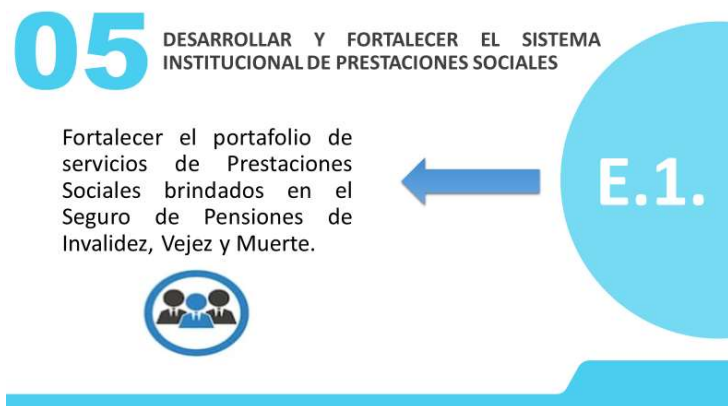 05
DESARROLLAR Y FORTALECER EL SISTEMA
INSTITUCIONAL DE PRESTACIONES SOCIALES
Fortalecer el portafolio de
servicios de Prestaciones
Sociales brindados en el
Seguro de Pensiones de
Invalidez, Vejez y Muerte.
E.1.